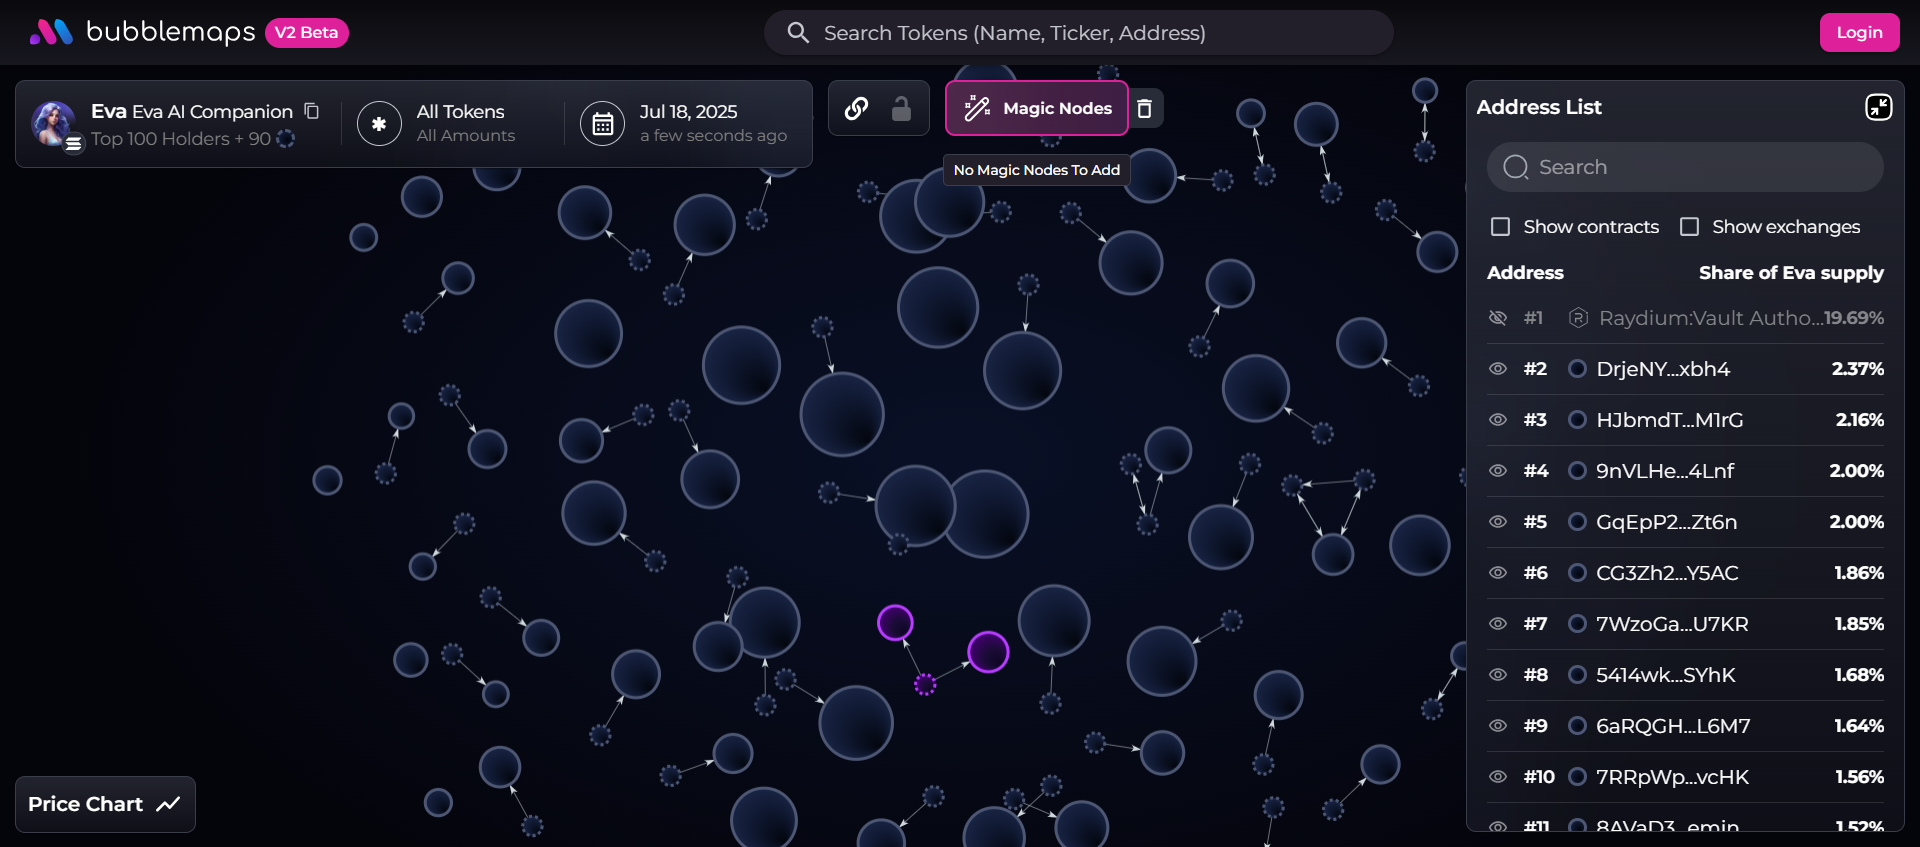 bubblemaps V2 Beta
Search Tokens (Name, Ticker, Address)
Login
Eva Eva AI Companion
Top 100 Holders + 90
All Tokens
All Amounts
Jul 18, 2025
a few seconds ago
Magic Nodes
No Magic Nodes To Add
Address List
Search
Show contracts Show exchanges
Address Share of Eva supply
#1 Raydium:Vault Autho...19.69%
#2 DrjeNY...xbh4 2.37%
#3 HJbmdT...M1rG 2.16%
#4 9nVLHe...4Lnf 2.00%
#5 GqEpP2...Zt6n 2.00%
#6 CG3Zh2...Y5AC 1.86%
#7 7WzoGa...U7KR 1.85%
#8 5414wk...SYhK 1.68%
#9 6aRQGH...L6M7 1.64%
#10 7RRpWp...vcHK 1.56%
#11 8AVaD3...emin 1.52%
Price Chart